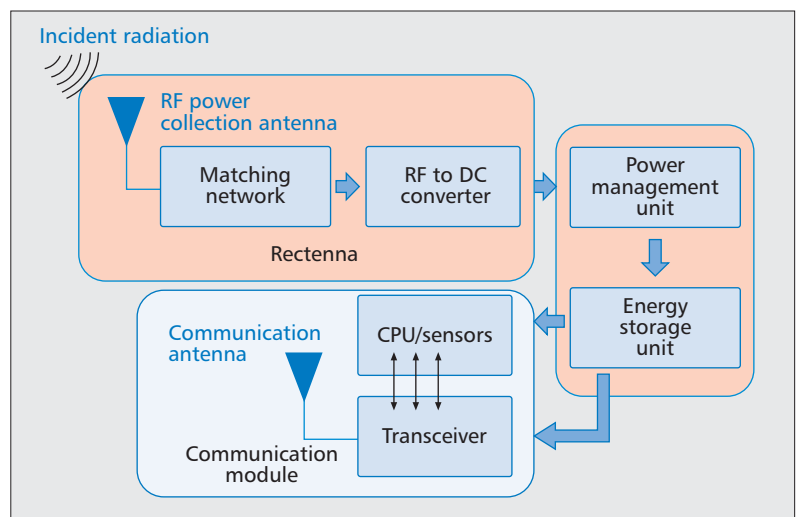 Incident radiation
RF power
collection antenna
Matching
network
RF to DC
converter
Rectenna
Power
management
unit
Energy
storage
unit
CPU/sensors
Communication
antenna
Transceiver
Communication
module